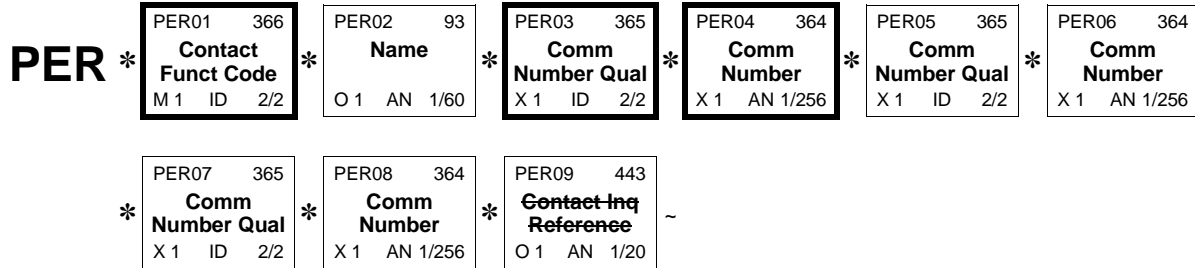 PER01 366 PER02 93 PER03 365 PER04 364 PER05 365 PER06 364
PER * Contact Funct Code * Name * Comm Number Qual * Comm Number * Comm Number Qual * Comm Number
M 1 ID 2/2 O 1 AN 1/60 X 1 ID 2/2 X 1 AN 1/256 X 1 ID 2/2 X 1 AN 1/256
PER07 365 PER08 364 PER09 443
* Comm Number Qual * Comm Number * Contact Inq Reference ~
X 1 ID 2/2 X 1 AN 1/256 O 1 AN 1/20